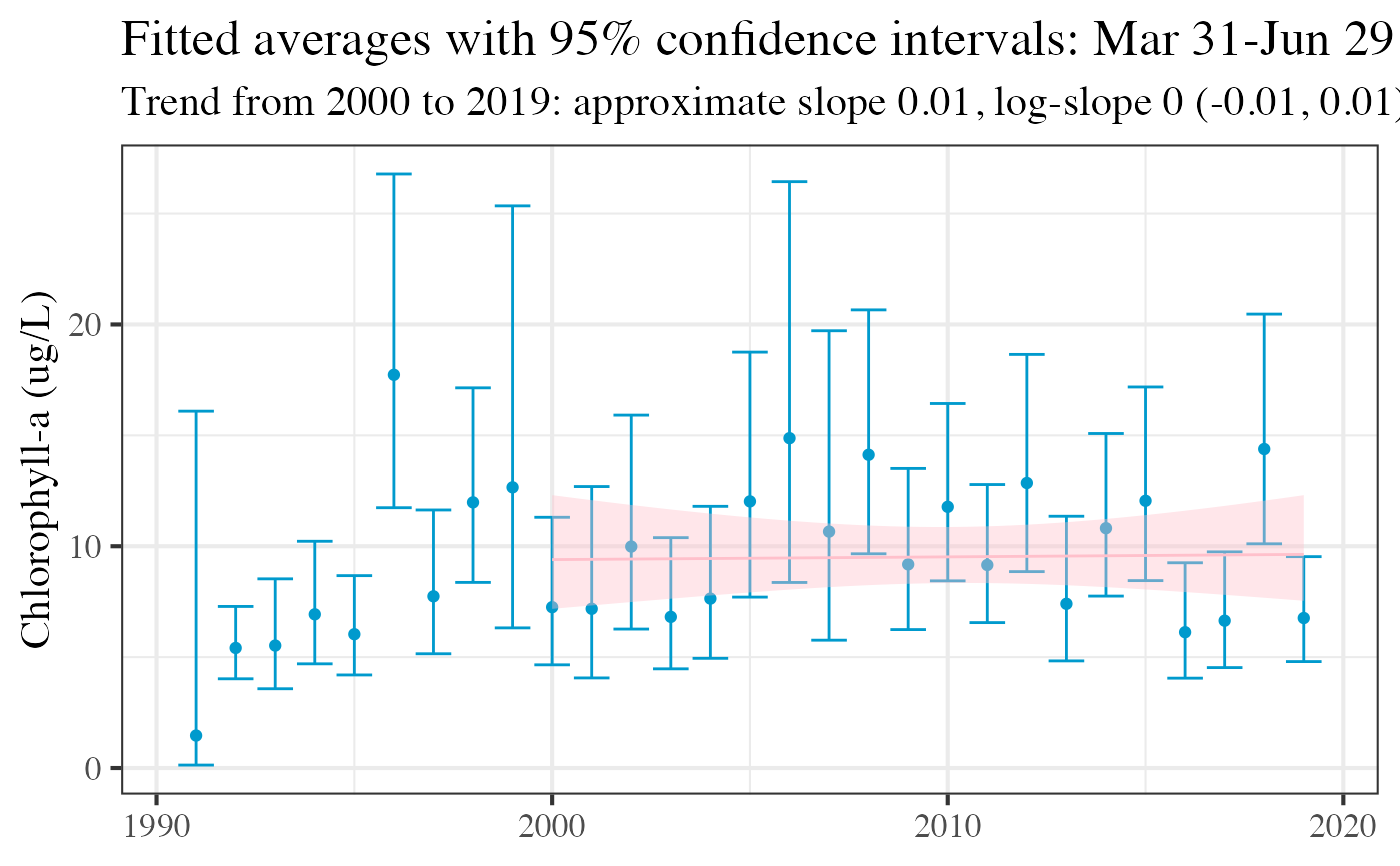 Fitted averages with 95% confidence intervals: Mar 31-Jun 29
Trend from 2000 to 2019: approximate slope 0.01, log-slope 0 (-0.01, 0.01)
Chlorophyll-a (ug/L)
20
10
0
1990 2000 2010 2020